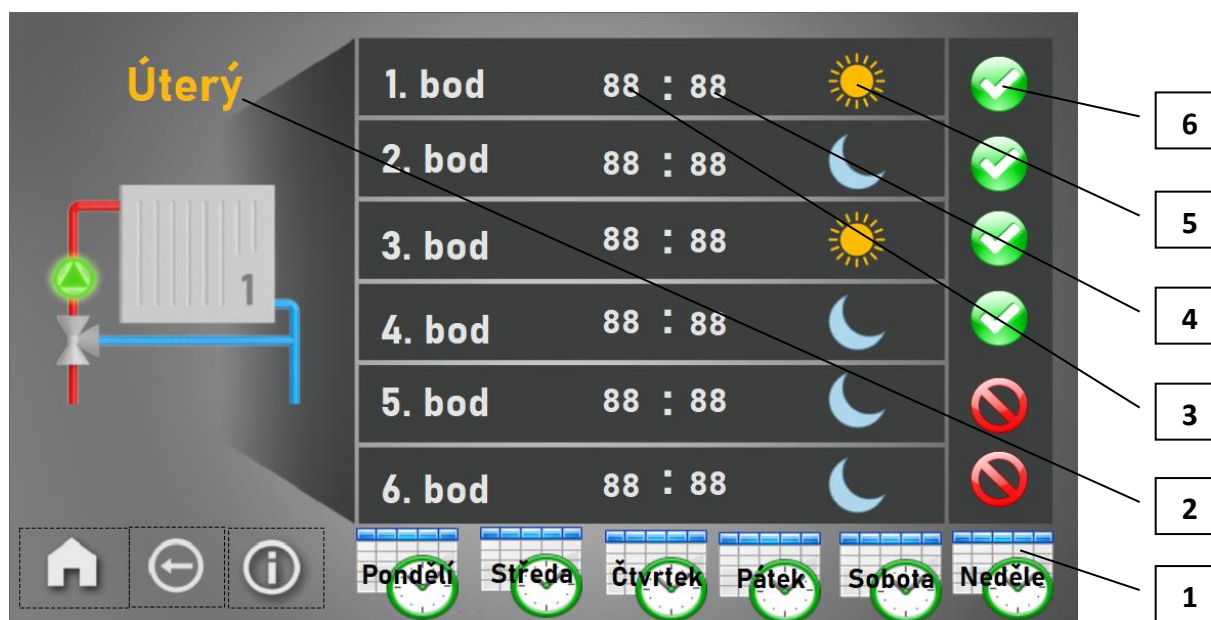 Úterý
1. bod 88 : 88
2. bod 88 : 88
3. bod 88 : 88
4. bod 88 : 88
5. bod 88 : 88
6. bod 88 : 88
1
Pondělí Středa Čtvrtek Pátek Sobota Neděle
6
5
4
3
2
1